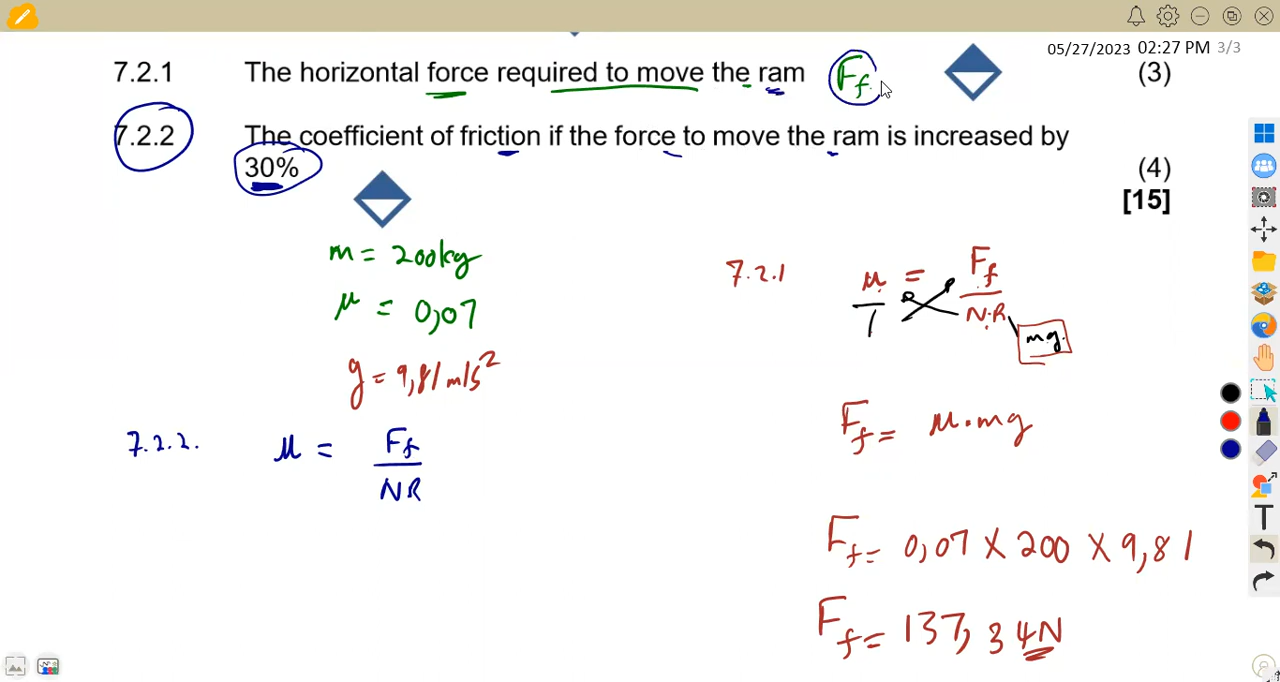 05/27/2023 02:27 PM 3/3
7.2.1 The horizontal force required to move the ram Ff. (3)
7.2.2 The coefficient of friction if the force to move the ram is increased by
30% (4)
[15]
m = 200kg
μ = 0,07
g = 9,81 m/s²
7.2.1 μ/1 = Ff/N.R
mg.
Ff = μ·mg
7.2.2. μ = Ff/NR
Ff = 0,07 × 200 × 9,81
Ff = 137,34N
T